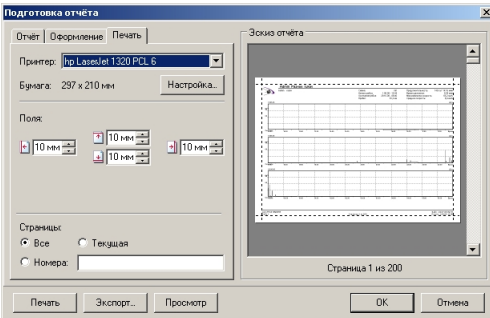 Подготовка отчёта
Отчёт
Оформление
Печать
Принтер: hp LaserJet 1320 PCL 6
Бумага: 297 x 210 мм
Настройка...
Поля:
10 мм
10 мм
10 мм
10 мм
Страницы:
Все
Текущая
Номера:
Эскиз отчёта
Страница 1 из 200
Печать
Экспорт...
Просмотр
OK
Отмена